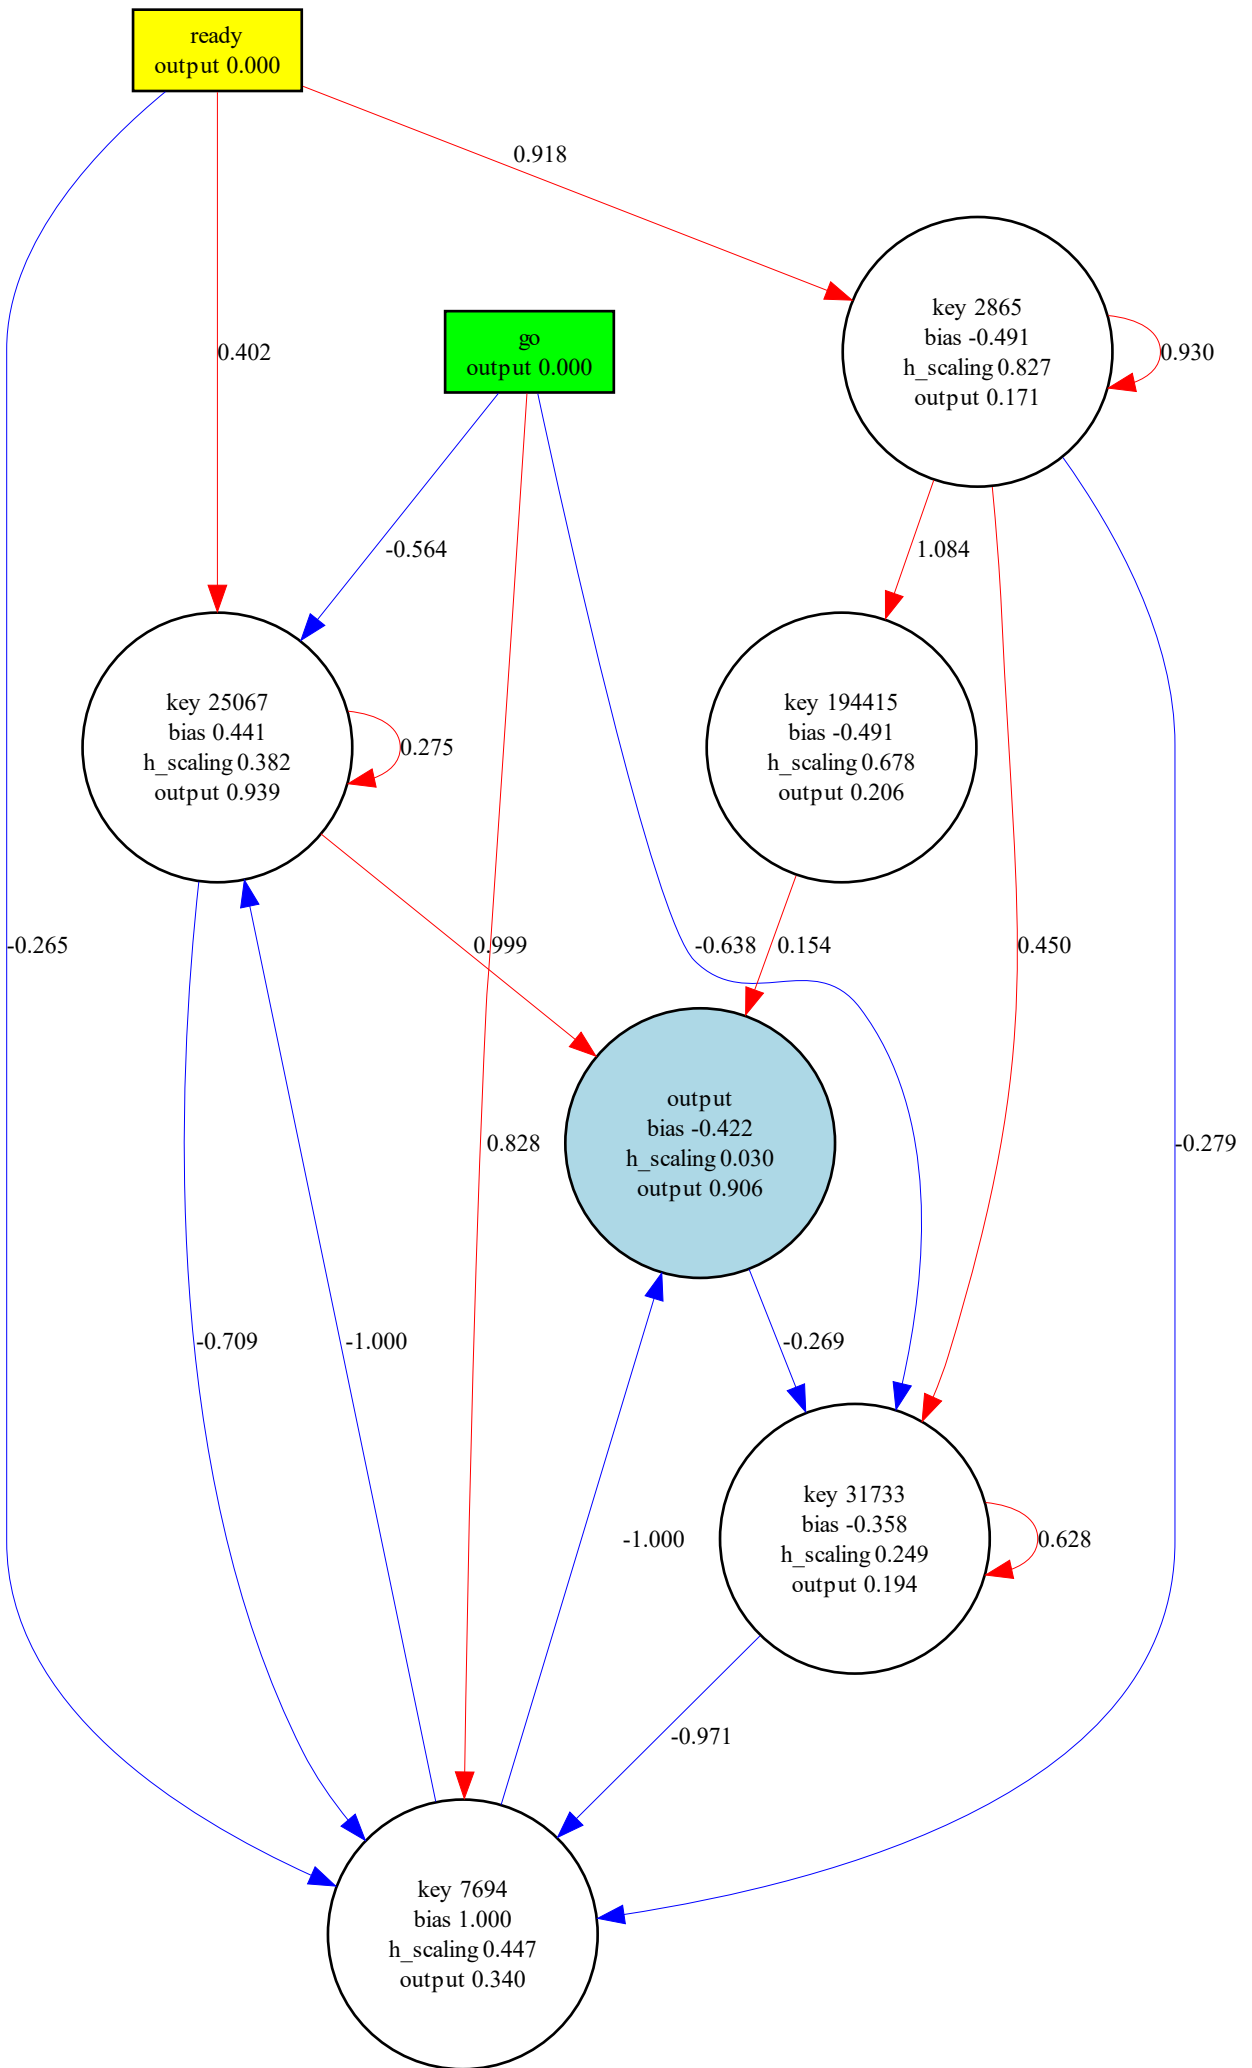 ready
output 0.000
0.918
key 2865
bias -0.491
h_scaling 0.827
output 0.171
0.930
go
output 0.000
0.402
-0.564
1.084
key 25067
bias 0.441
h_scaling 0.382
output 0.939
0.275
key 194415
bias -0.491
h_scaling 0.678
output 0.206
-0.265
0.999
-0.638
0.154
0.450
output
bias -0.422
h_scaling 0.030
output 0.906
0.828
-0.279
-0.709
-1.000
-0.269
key 31733
bias -0.358
h_scaling 0.249
output 0.194
-1.000
0.628
-0.971
key 7694
bias 1.000
h_scaling 0.447
output 0.340